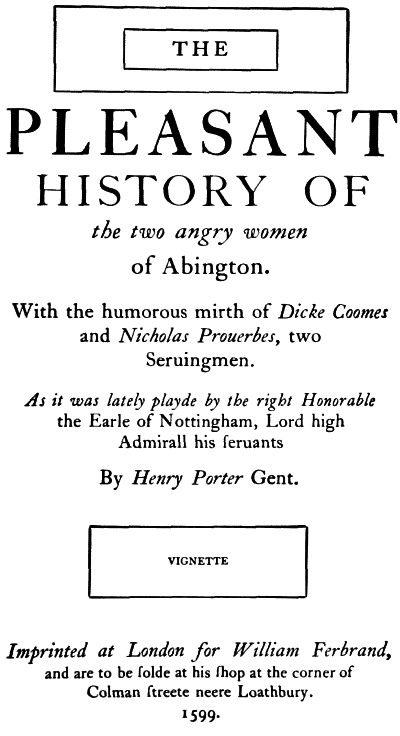 THE
PLEASANT
HISTORY OF
the two angry women
of Abington.
With the humorous mirth of Dicke Coomes
and Nicholas Prouerbes, two
Seruingmen.
As it was lately playde by the right Honorable
the Earle of Nottingham, Lord high
Admirall his ſeruants
By Henry Porter Gent.
VIGNETTE
Imprinted at London for William Ferbrand,
and are to be ſolde at his ſhop at the corner of
Colman ſtreete neere Loathbury.
1599.